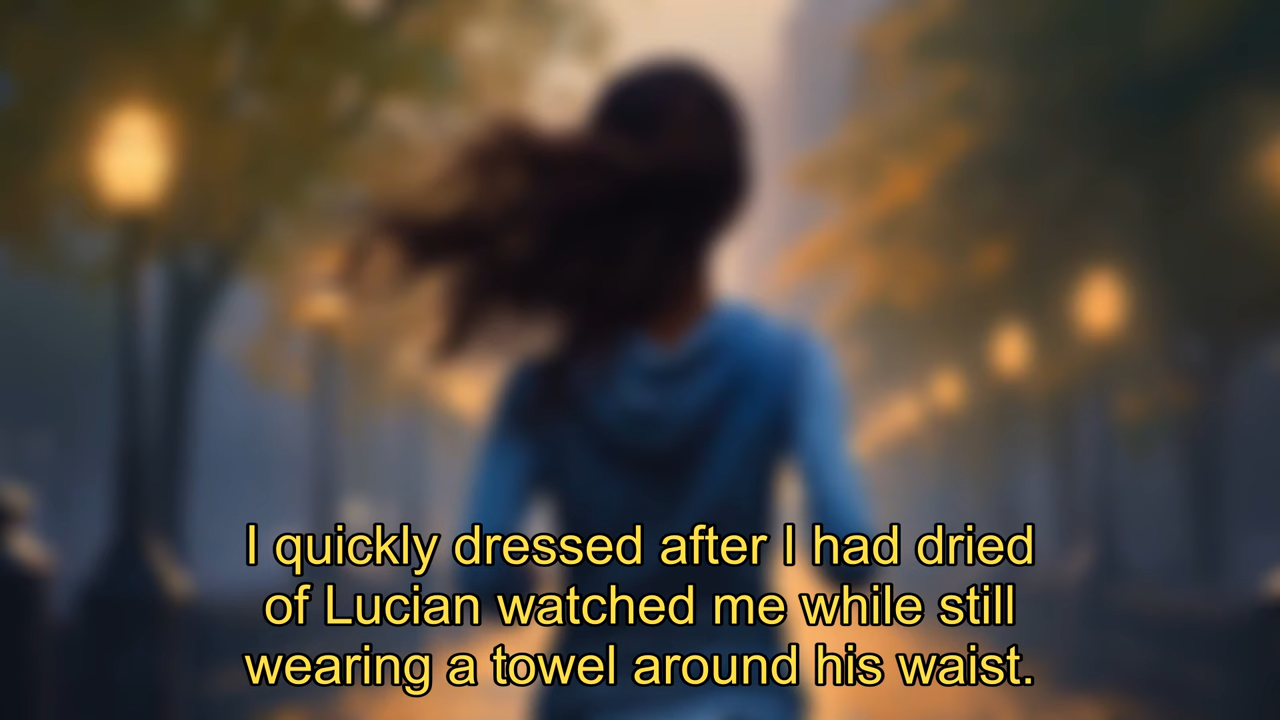 I quickly dressed after I had dried
of Lucian watched me while still
wearing a towel around his waist.